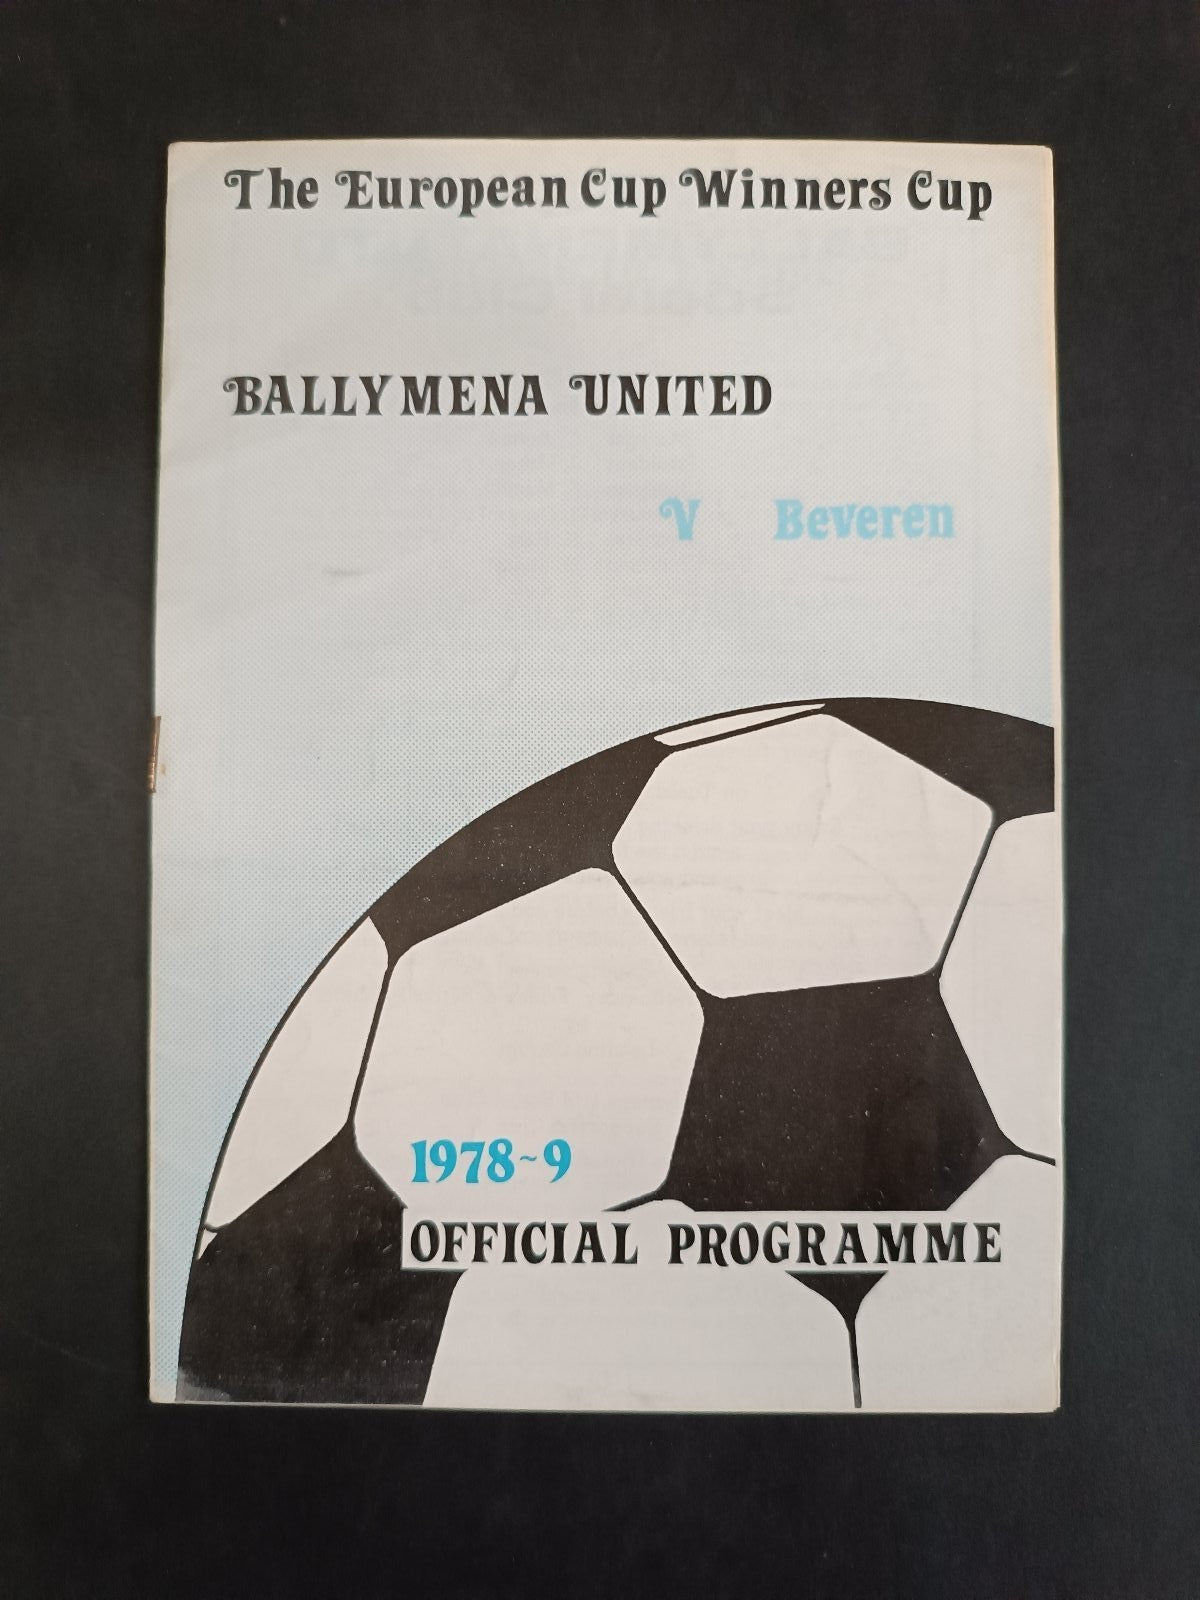 The European Cup Winners Cup
BALLYMENA UNITED
V Beveren
1978~9
OFFICIAL PROGRAMME